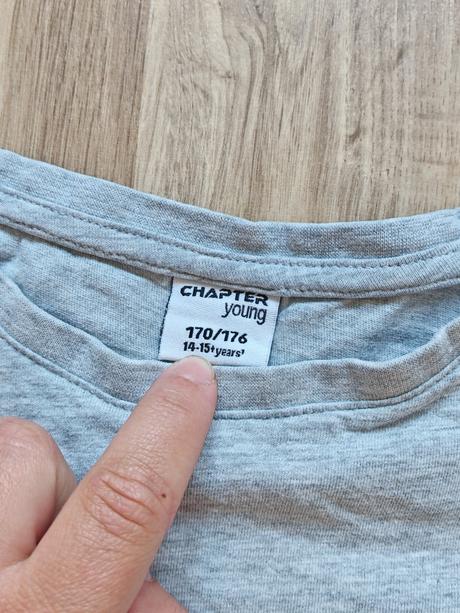 CHAPTER
young
170/176
14-15+years'